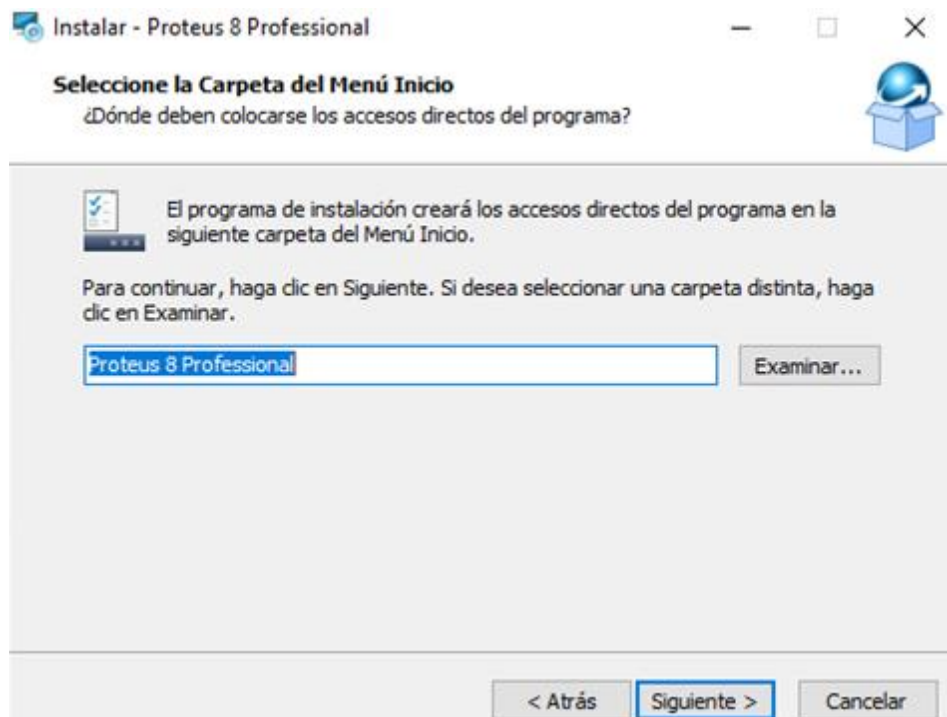 Instalar - Proteus 8 Professional
Seleccione la Carpeta del Menú Inicio
¿Dónde deben colocarse los accesos directos del programa?
El programa de instalación creará los accesos directos del programa en la
siguiente carpeta del Menú Inicio.
Para continuar, haga clic en Siguiente. Si desea seleccionar una carpeta distinta, haga
clic en Examinar.
Proteus 8 Professional
Examinar...
< Atrás
Siguiente >
Cancelar